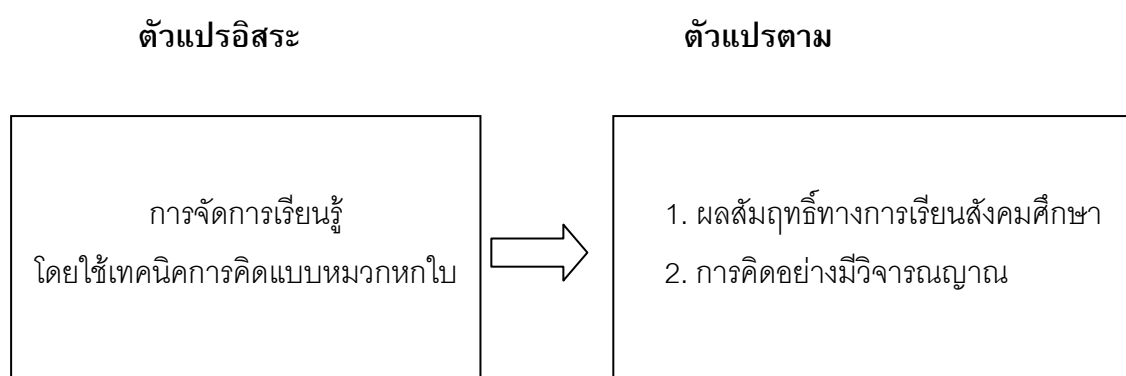 ตัวแปรอิสระ
ตัวแปรตาม
การจัดการเรียนรู้
โดยใช้เทคนิคการคิดแบบหมวกหกใบ
1. ผลสัมฤทธิ์ทางการเรียนสังคมศึกษา
2. การคิดอย่างมีวิจารณญาณ